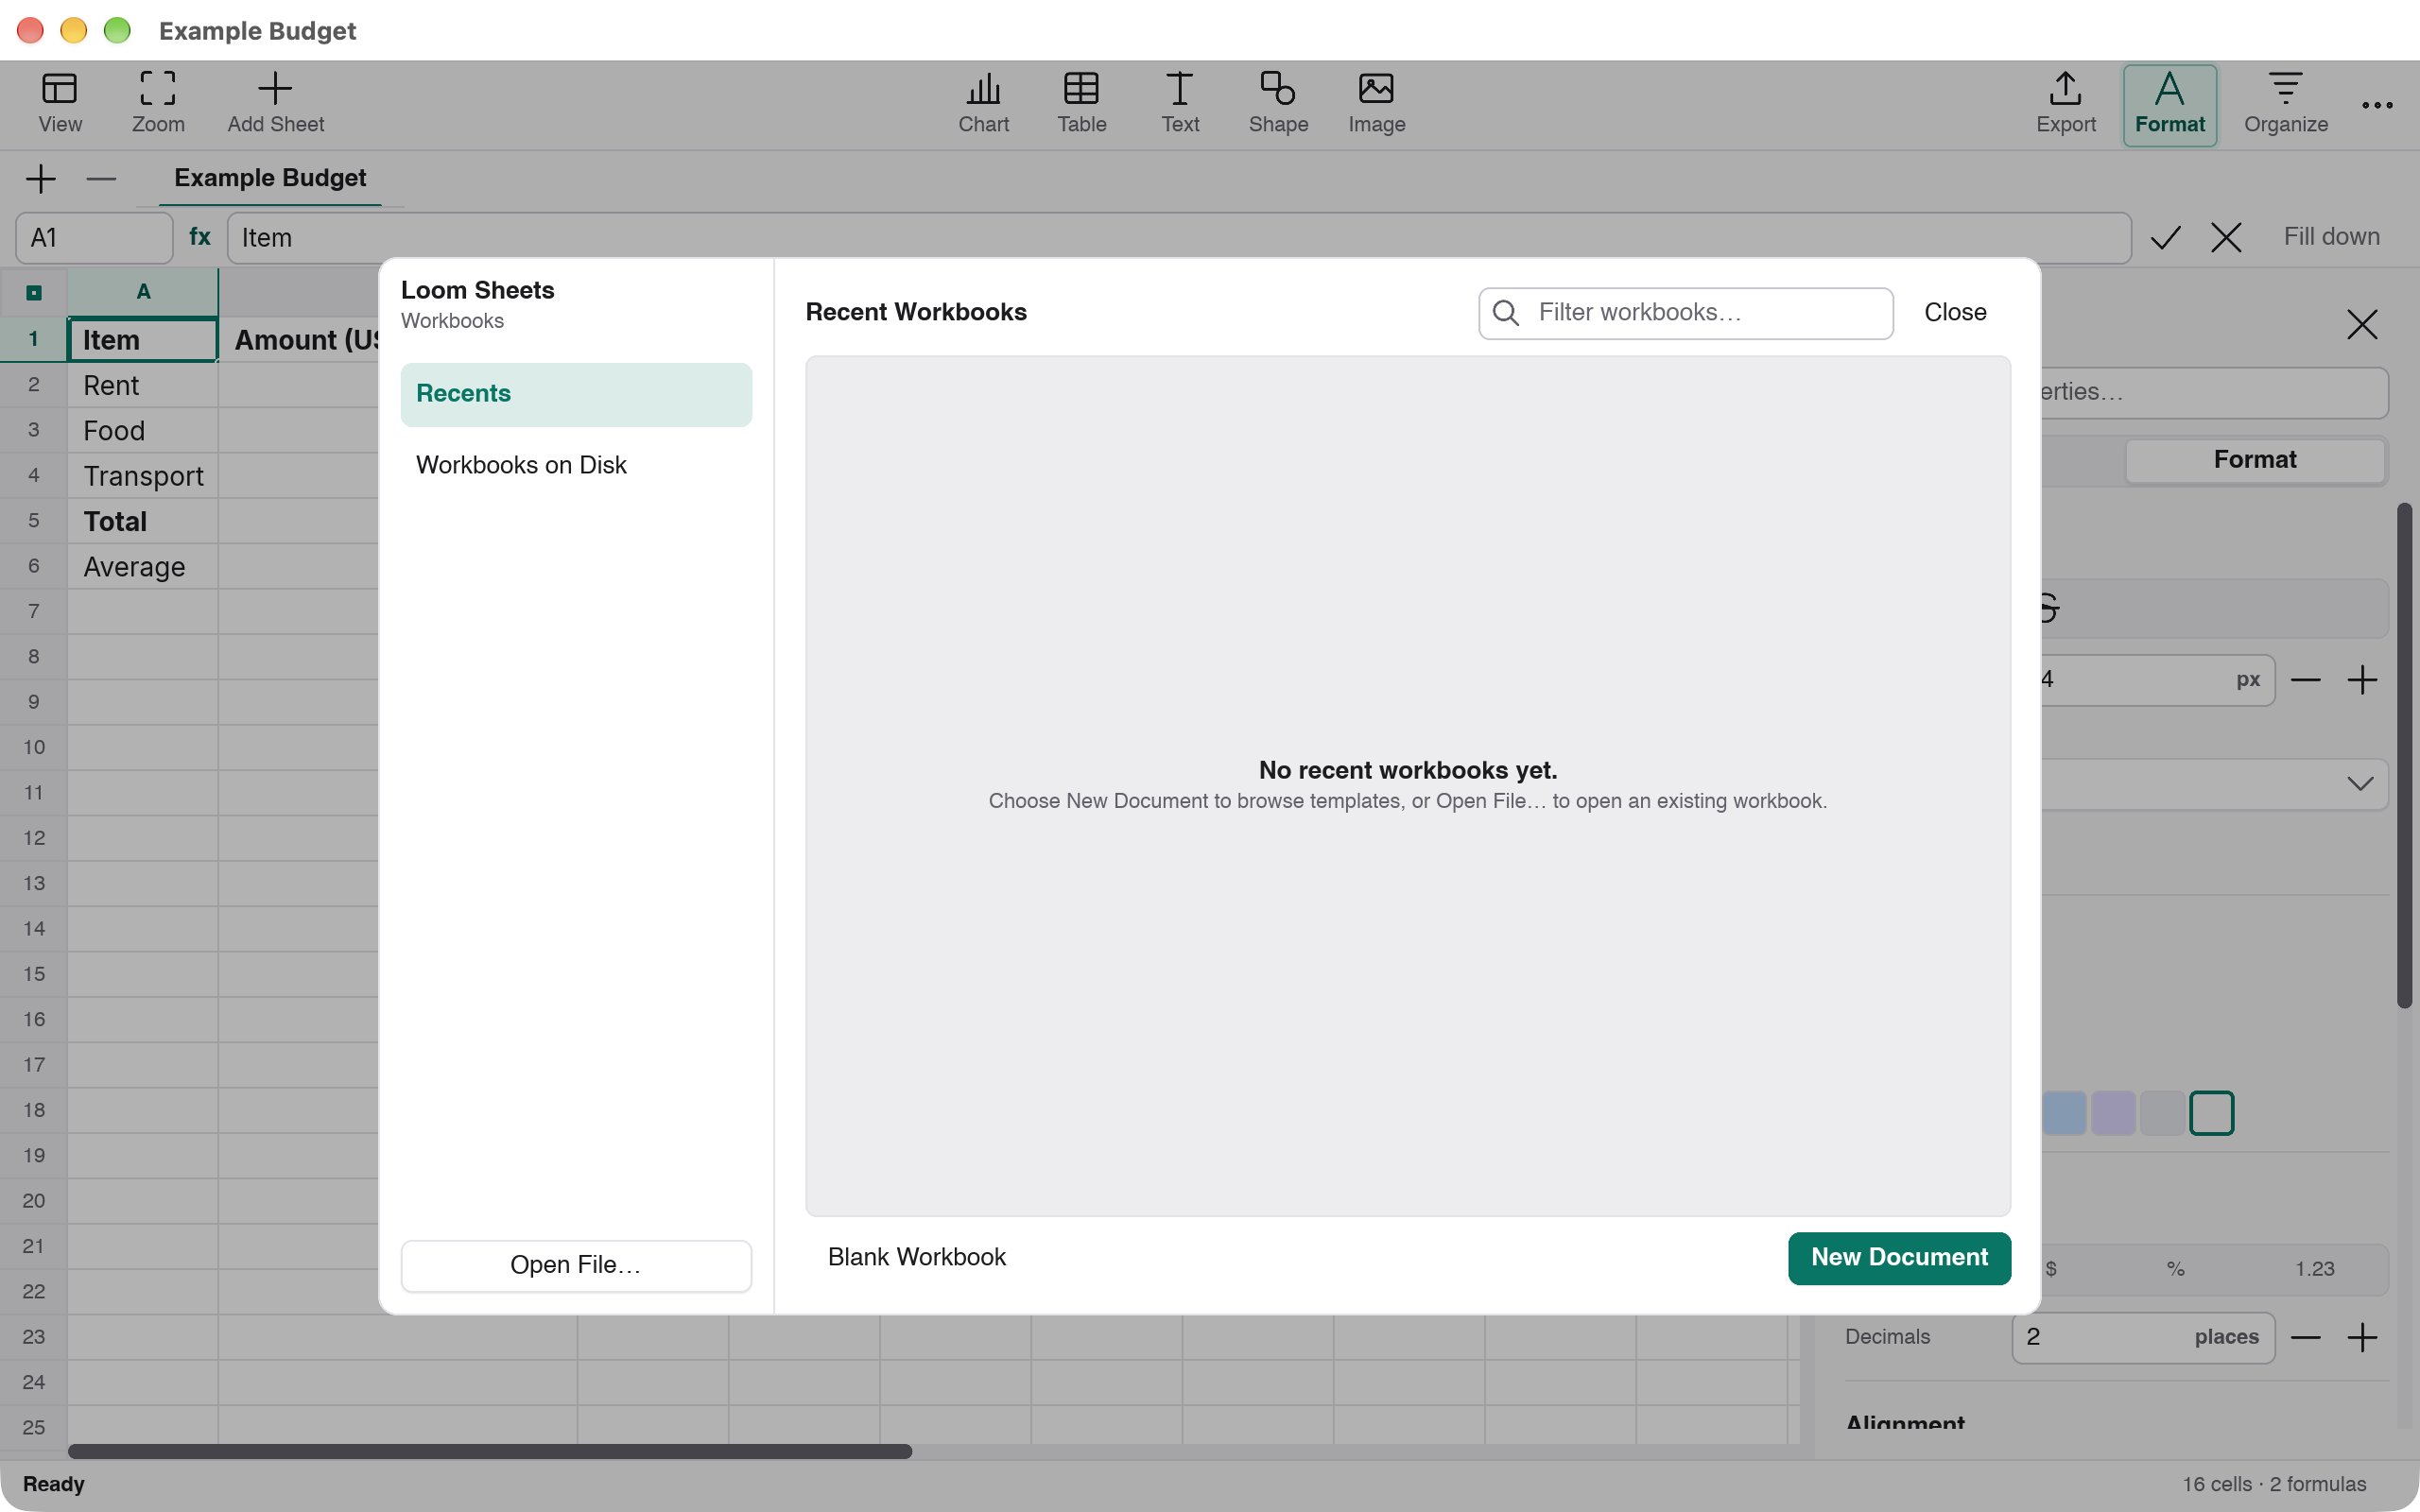 Example Budget
View
Zoom
Add Sheet
Chart
Table
Text
Shape
Image
Export
Format
Organize
Example Budget
A1
fx
Item
Fill down
A
1
Item
Amount (US
2
Rent
3
Food
4
Transport
5
Total
6
Average
7
8
9
10
11
12
13
14
15
16
17
18
19
20
21
22
23
24
25
Loom Sheets
Workbooks
Recents
Workbooks on Disk
Open File…
Recent Workbooks
Filter workbooks…
Close
No recent workbooks yet.
Choose New Document to browse templates, or Open File… to open an existing workbook.
Blank Workbook
New Document
erties…
Format
S
4
px
$
%
1.23
Decimals
2
places
Alignment
Ready
16 cells · 2 formulas